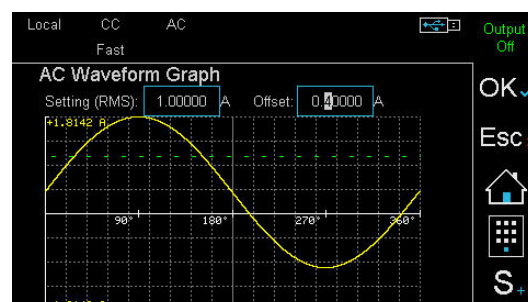 Local CC AC
Fast
Output
Off
AC Waveform Graph
Setting (RMS): 1.00000 A Offset: 0.40000 A
+1.8142 A
90° 180° 270° 360°
OK
Esc
S+